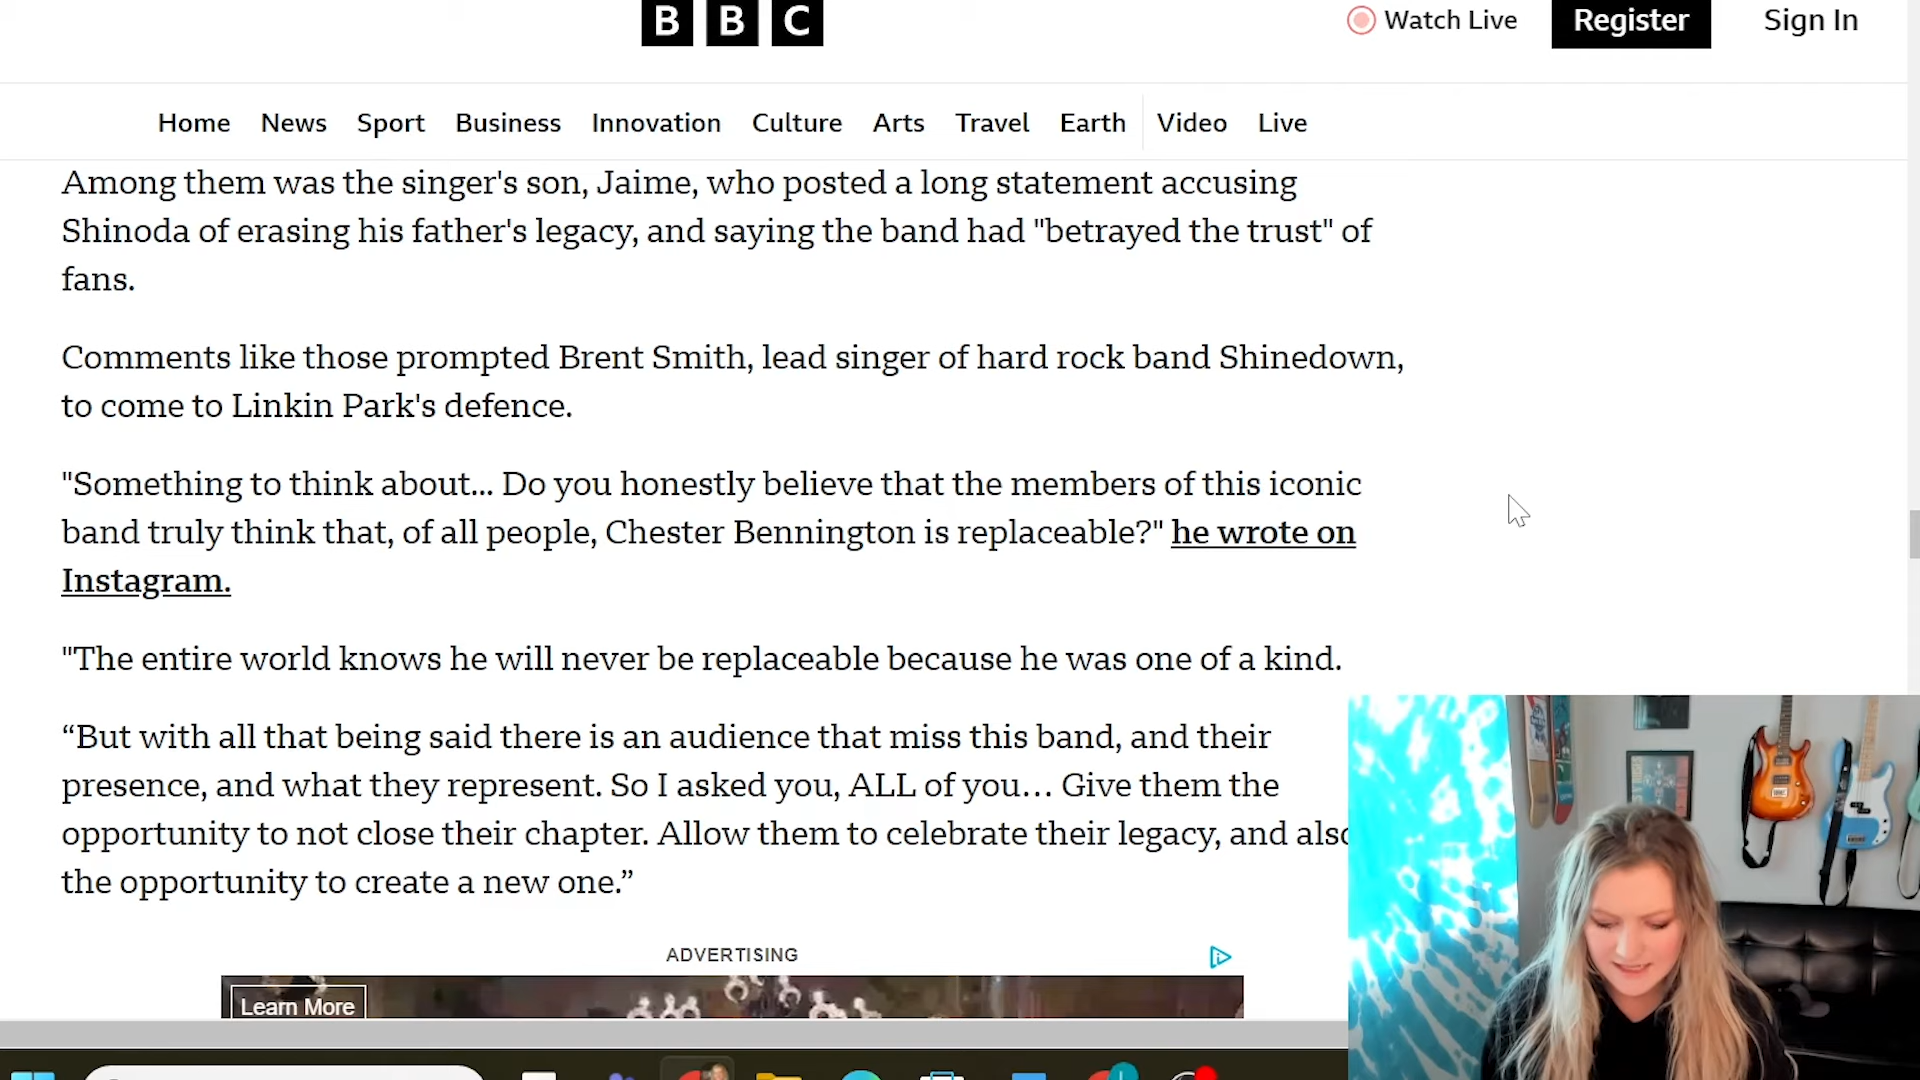 BBC
Watch Live
Register
Sign In
Home News Sport Business Innovation Culture Arts Travel Earth Video Live
Among them was the singer's son, Jaime, who posted a long statement accusing
Shinoda of erasing his father's legacy, and saying the band had "betrayed the trust" of
fans.
Comments like those prompted Brent Smith, lead singer of hard rock band Shinedown,
to come to Linkin Park's defence.
"Something to think about... Do you honestly believe that the members of this iconic
band truly think that, of all people, Chester Bennington is replaceable?" he wrote on
Instagram.
"The entire world knows he will never be replaceable because he was one of a kind.
“But with all that being said there is an audience that miss this band, and their
presence, and what they represent. So I asked you, ALL of you… Give them the
opportunity to not close their chapter. Allow them to celebrate their legacy, and also
the opportunity to create a new one.”
ADVERTISING
Learn More